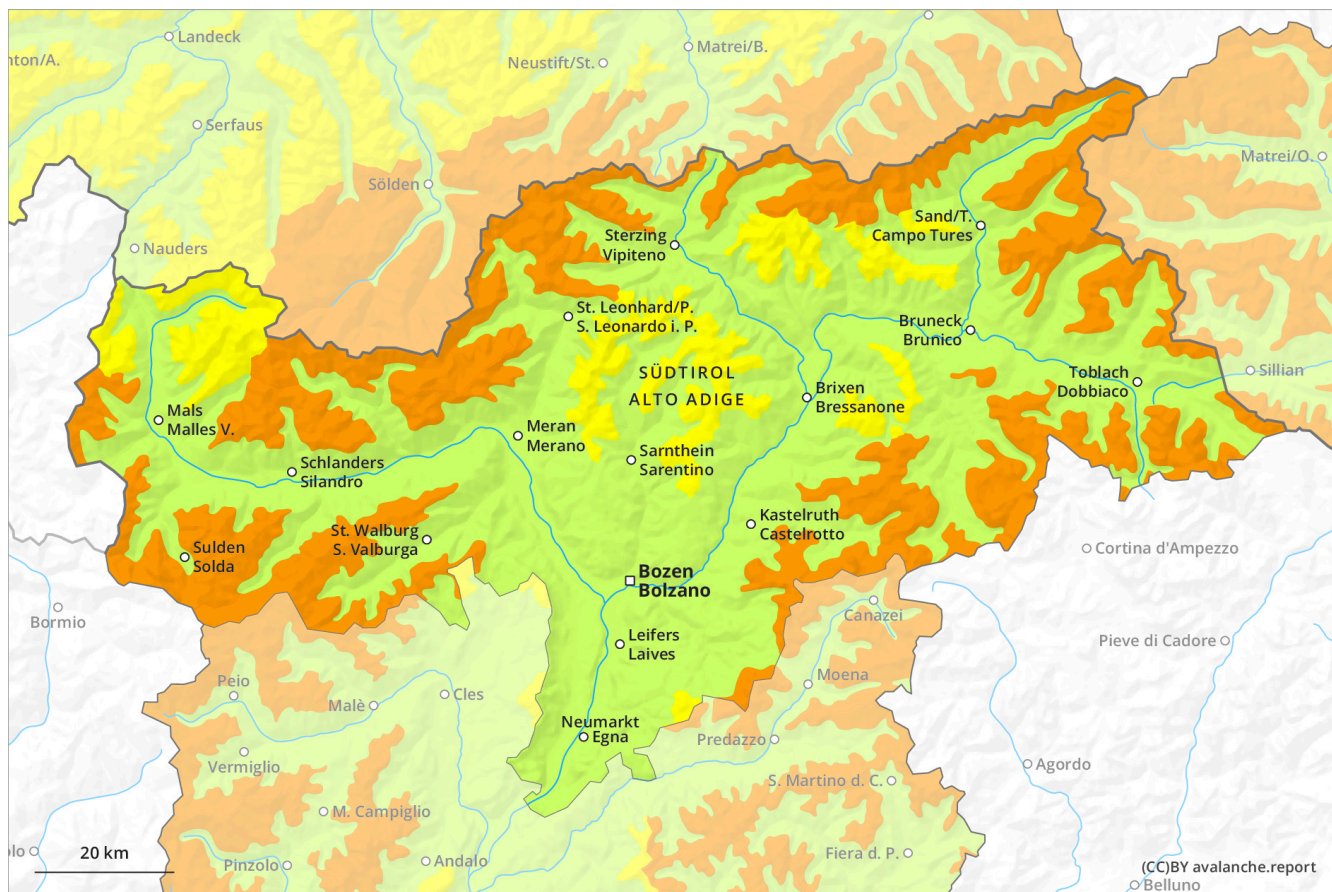 Landeck
nton/A.
Matrei/B.
Neustift/St.
Serfaus
Matrei/O.
Sölden
Sand/T.
Campo Tures
Sterzing
Vipiteno
Nauders
St. Leonhard/P.
S. Leonardo i. P.
Bruneck
Brunico
SÜDTIROL
ALTO ADIGE
Toblach
Dobbiaco
Sillian
Brixen
Bressanone
Mals
Malles V.
Meran
Merano
Sarnthein
Sarentino
Schlanders
Silandro
Kastelruth
Castelrotto
St. Walburg
S. Valburga
Sulden
Solda
Cortina d'Ampezzo
Bozen
Bolzano
Bormio
Canazei
Leifers
Laives
Pieve di Cadore
Peio
Moena
Malè
Cles
Neumarkt
Egna
Predazzo
Vermiglio
Agordo
S. Martino d. C.
M. Campiglio
olo
20 km
Pinzolo
Andalo
Fiera d. P.
(CC)BY avalanche.report
Belluno